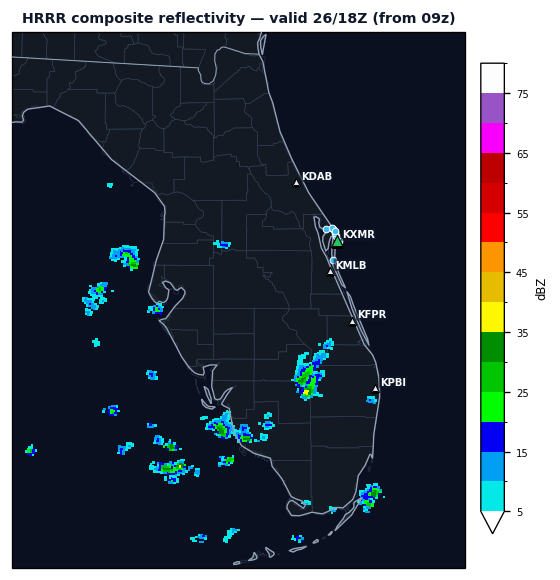 HRRR composite reflectivity — valid 26/18Z (from 09z)
KDAB
KXMR
KMLB
KFPR
KPBI
75
65
55
45
35
25
15
5
dBZ